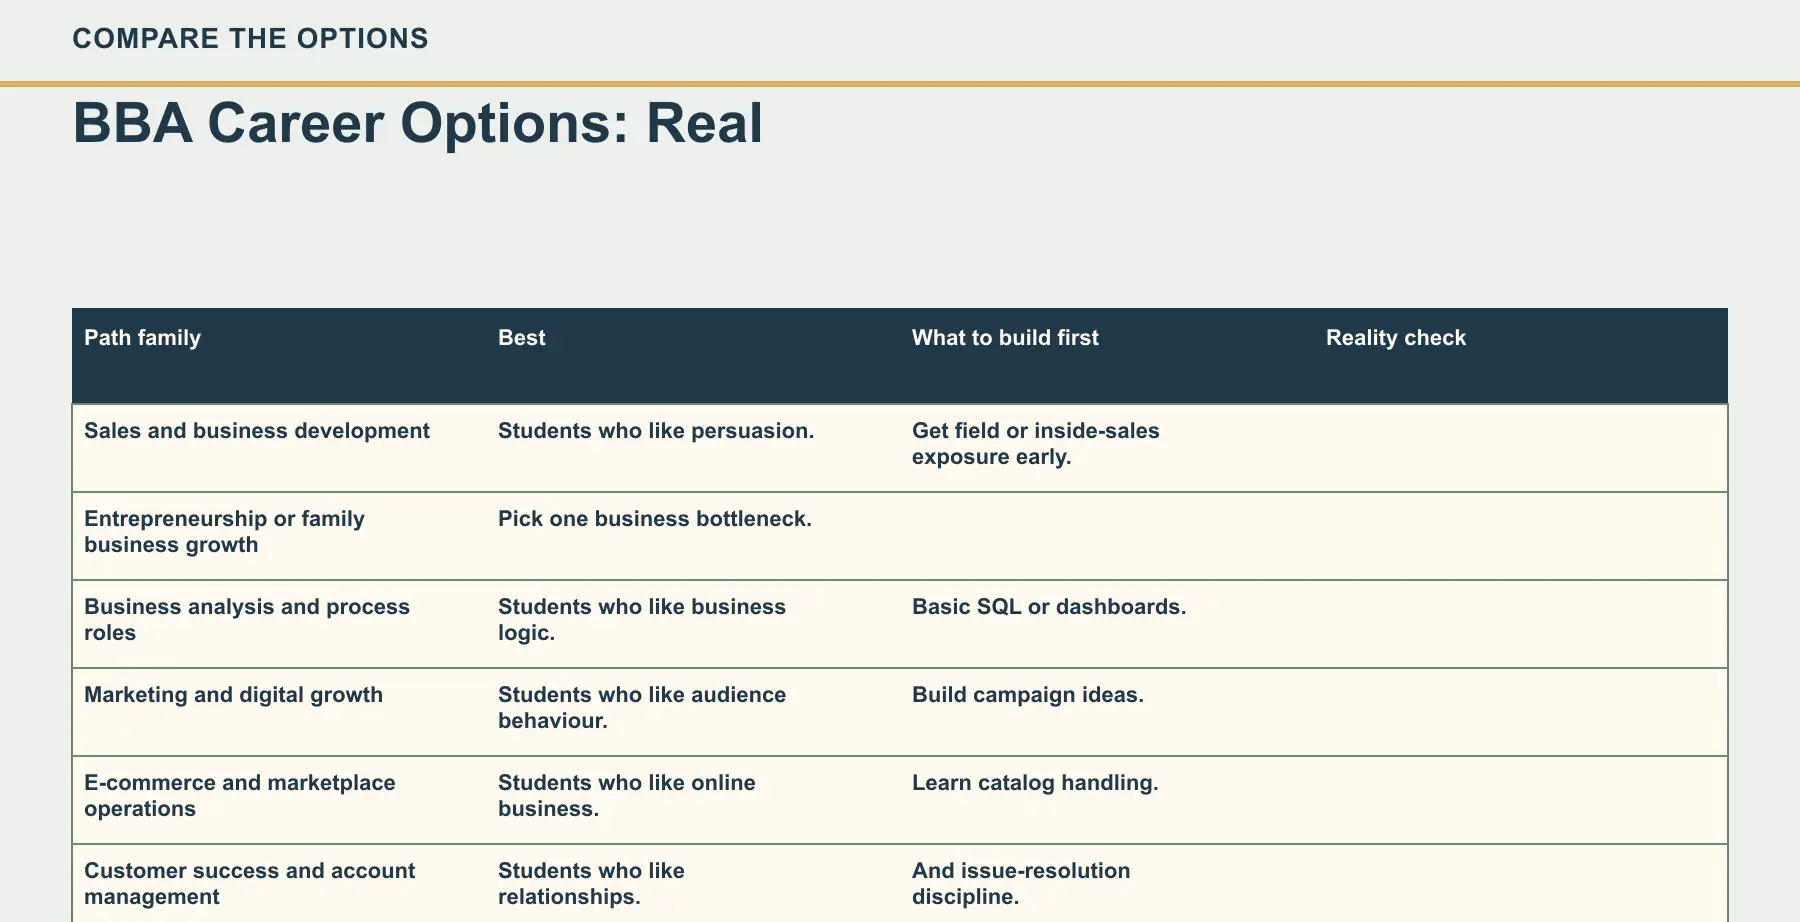 COMPARE THE OPTIONS
BBA Career Options: Real
Path family Best What to build first Reality check
Sales and business development Students who like persuasion. Get field or inside-sales
exposure early.
Entrepreneurship or family Pick one business bottleneck.
business growth
Business analysis and process Students who like business Basic SQL or dashboards.
roles logic.
Marketing and digital growth Students who like audience Build campaign ideas.
behaviour.
E-commerce and marketplace Students who like online Learn catalog handling.
operations business.
Customer success and account Students who like And issue-resolution
management relationships. discipline.